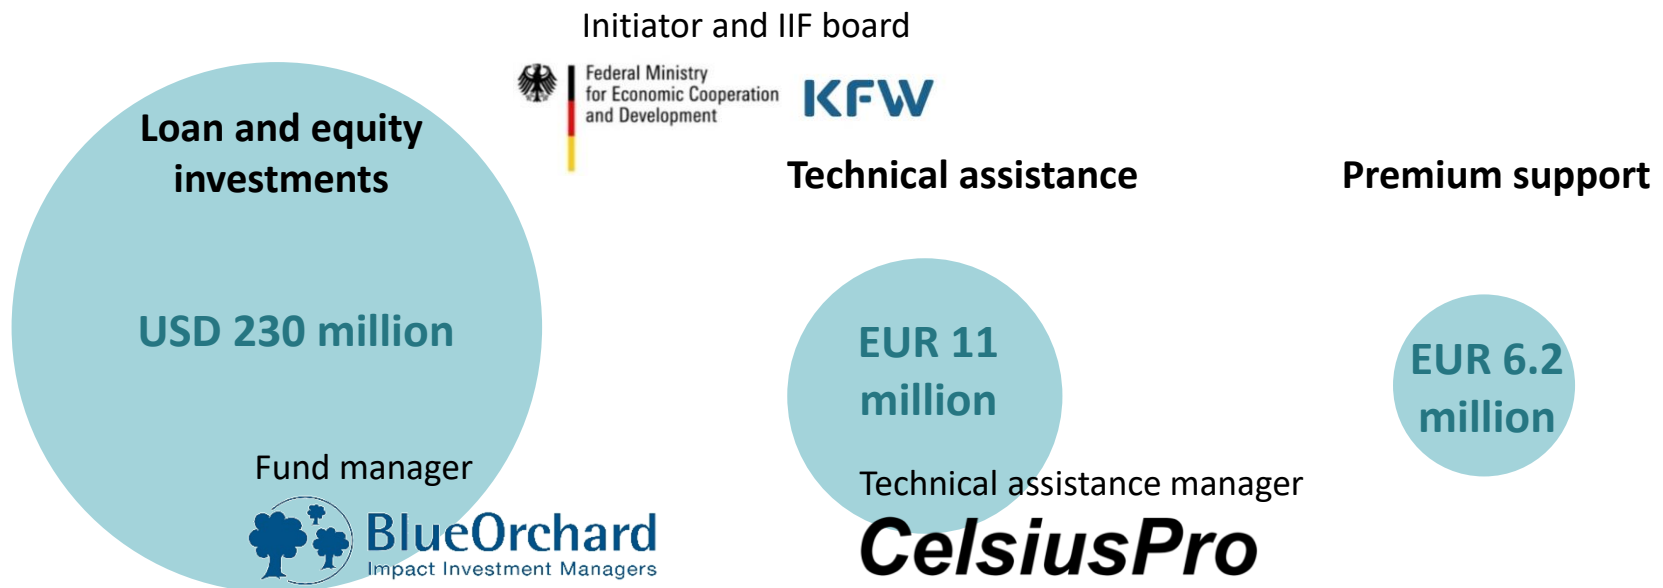 Initiator and IIF board
Federal Ministry
for Economic Cooperation
and Development
KFW
Loan and equity
investments
USD 230 million
Fund manager
BlueOrchard
Impact Investment Managers
Technical assistance
EUR 11
million
Technical assistance manager
CelsiusPro
Premium support
EUR 6.2
million